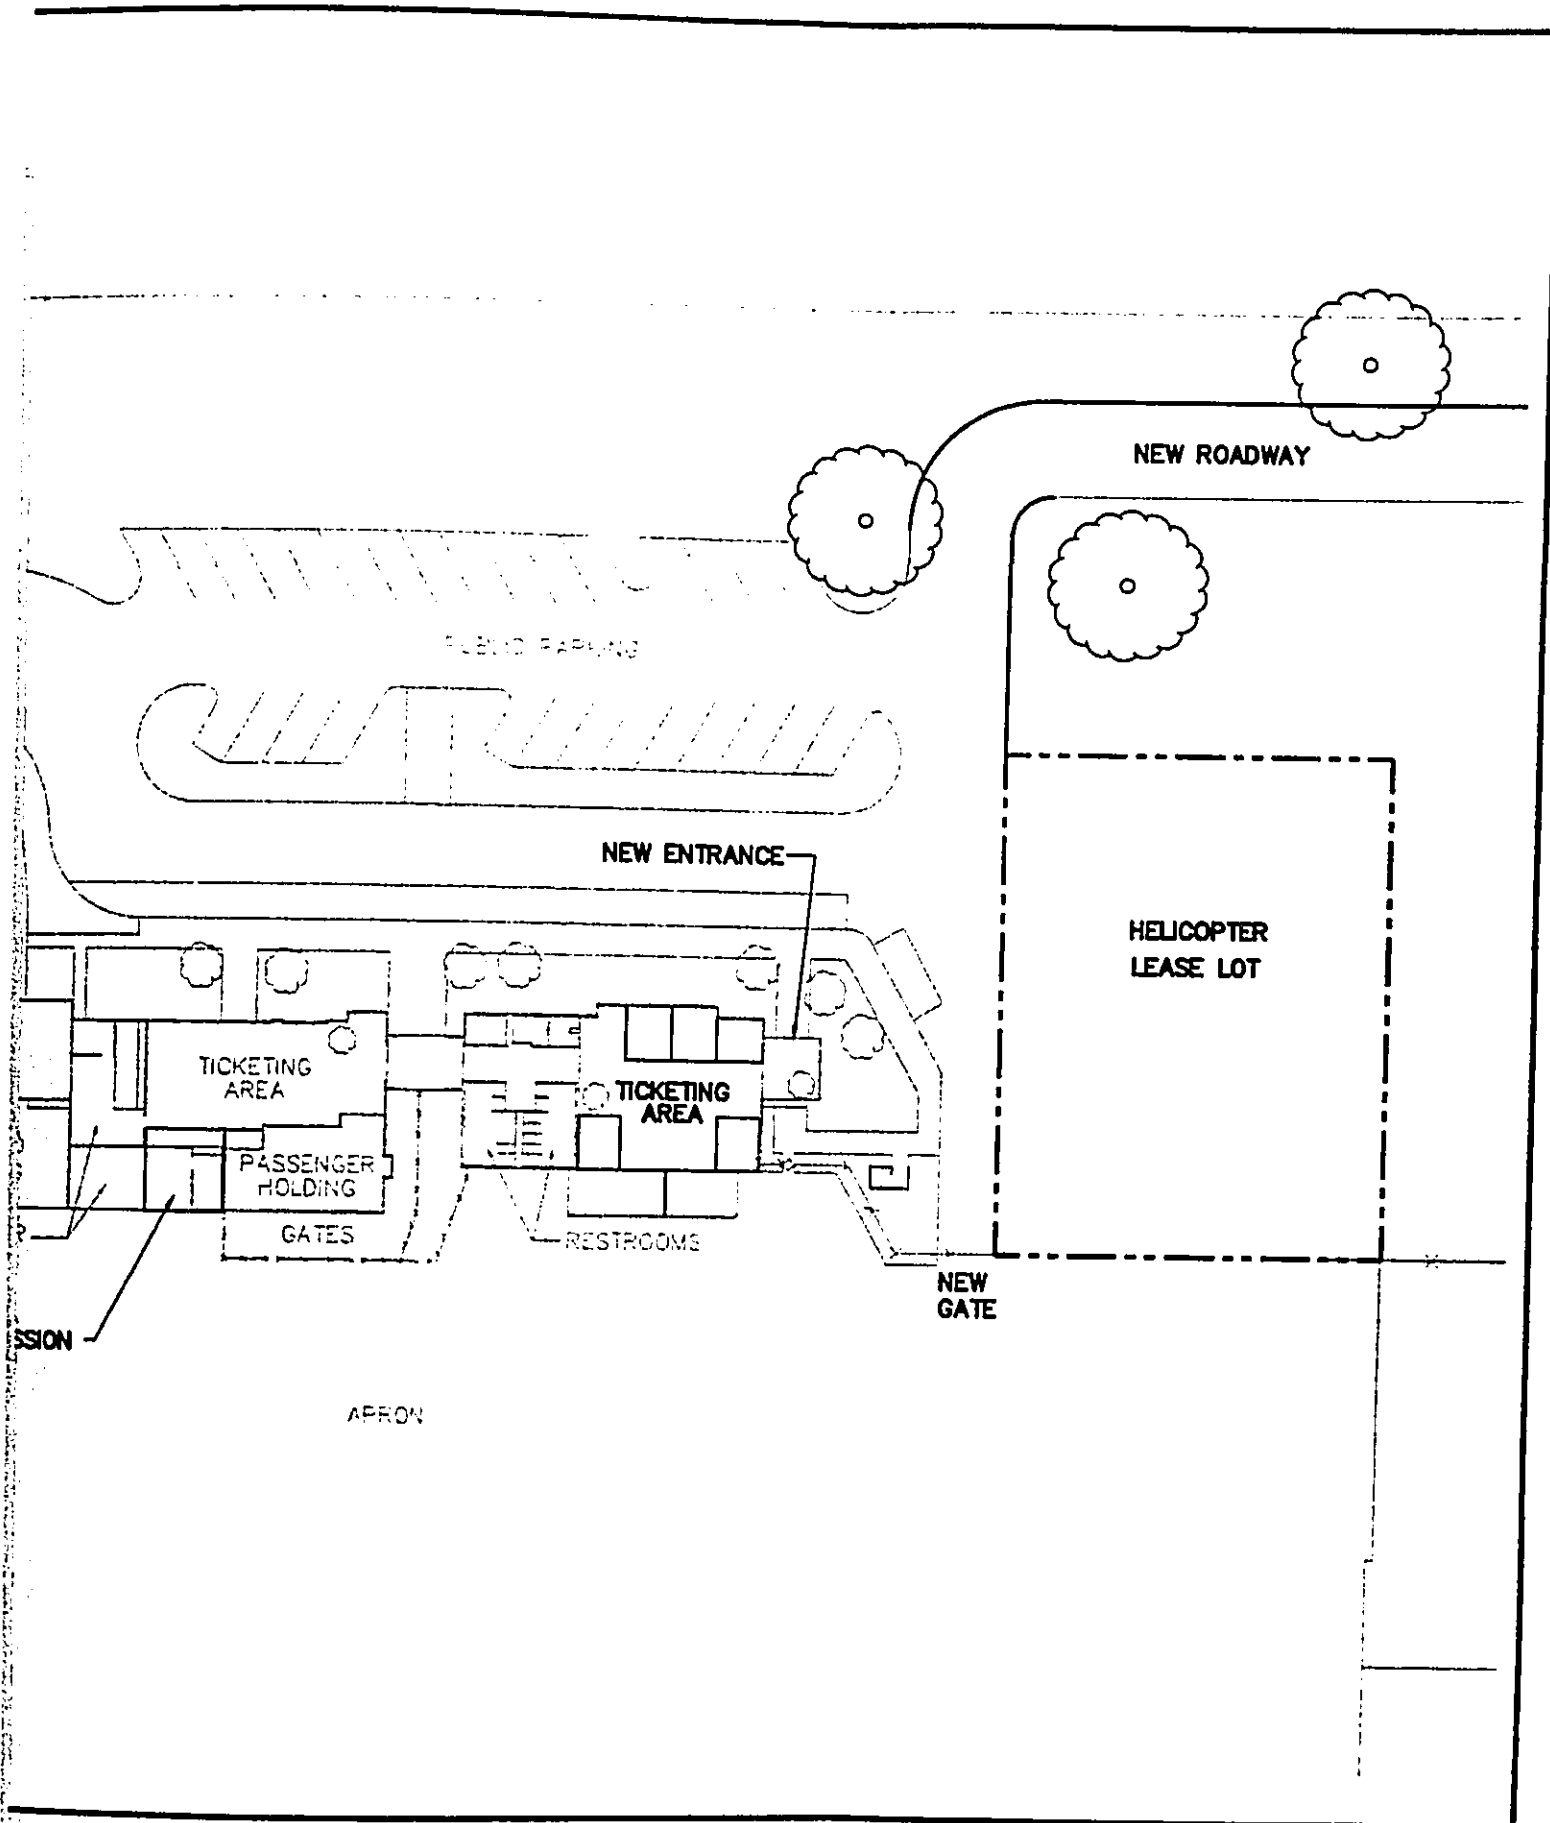 NEW ROADWAY
PUBLIC PARKING
NEW ENTRANCE
HELICOPTER
LEASE LOT
TICKETING
AREA
TICKETING
AREA
PASSENGER
HOLDING
GATES
RESTROOMS
NEW
GATE
SSION
APRON